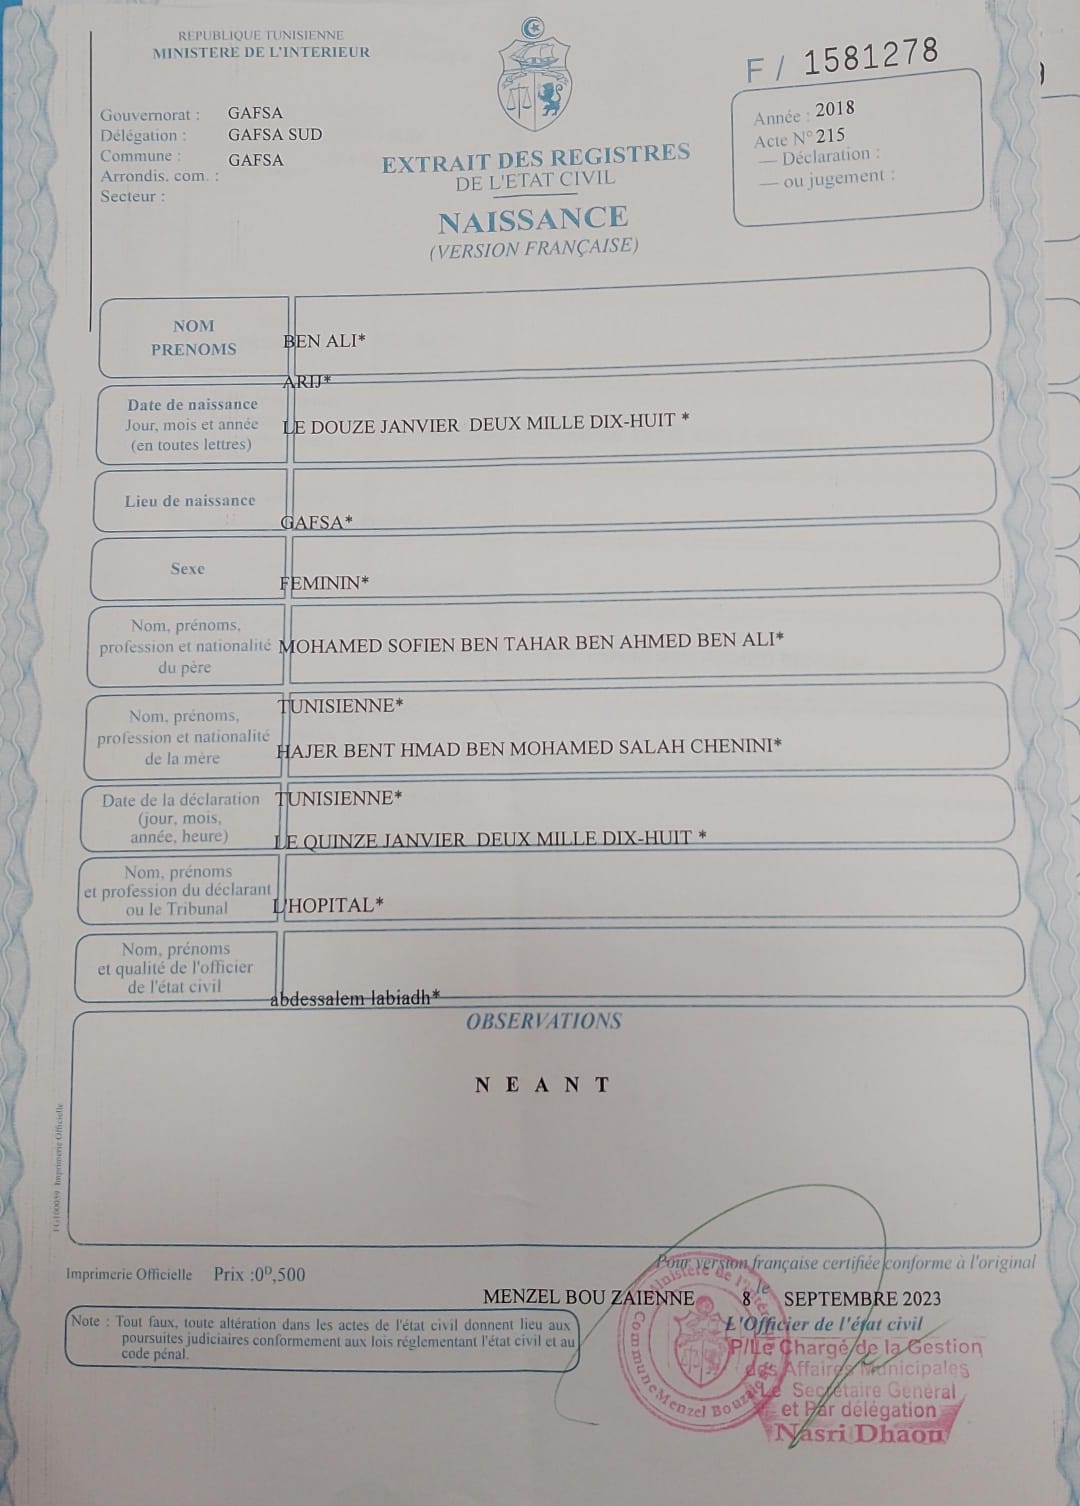 REPUBLIQUE TUNISIENNE
MINISTERE DE L'INTERIEUR
F / 1581278
Gouvernorat : GAFSA
Délégation : GAFSA SUD
Commune : GAFSA
Arrondis. com. :
Secteur :
Année : 2018
Acte N° 215
— Déclaration :
— ou jugement :
EXTRAIT DES REGISTRES
DE L'ETAT CIVIL
NAISSANCE
(VERSION FRANÇAISE)
NOM
PRENOMS
BEN ALI*
ARIJ*
Date de naissance
Jour, mois et année
(en toutes lettres)
LE DOUZE JANVIER DEUX MILLE DIX-HUIT *
Lieu de naissance
GAFSA*
Sexe
FEMININ*
Nom, prénoms,
profession et nationalité
du père
MOHAMED SOFIEN BEN TAHAR BEN AHMED BEN ALI*
TUNISIENNE*
Nom, prénoms,
profession et nationalité
de la mère
HAJER BENT HMAD BEN MOHAMED SALAH CHENINI*
TUNISIENNE*
Date de la déclaration
(jour, mois,
année, heure)
LE QUINZE JANVIER DEUX MILLE DIX-HUIT *
Nom, prénoms
et profession du déclarant
ou le Tribunal
L'HOPITAL*
Nom, prénoms
et qualité de l'officier
de l'état civil
abdessalem labiadh*
OBSERVATIONS
N E A N T
Imprimerie Officielle
Imprimerie Officielle Prix :0ᴰ,500
Pour version française certifiée conforme à l'original
MENZEL BOU ZAIENNE 8 le SEPTEMBRE 2023
L'Officier de l'état civil
Note : Tout faux, toute altération dans les actes de l'état civil donnent lieu aux
poursuites judiciaires conformement aux lois réglementant l'état civil et au
code pénal.
P/Le Chargé de la Gestion
des Affaires Municipales
Le Secrétaire Général
et Par délégation
Nasri Dhaou
Ministère de l'Intérieur
Commune Menzel Bouzaiene